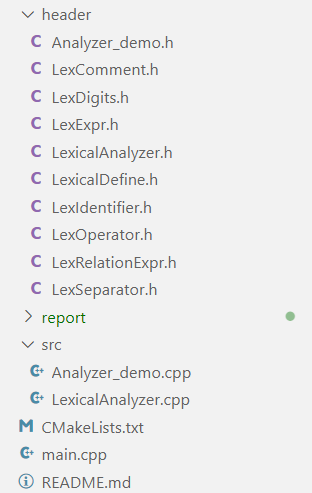 header
Analyzer_demo.h
LexComment.h
LexDigits.h
LexExpr.h
LexicalAnalyzer.h
LexicalDefine.h
LexIdentifier.h
LexOperator.h
LexRelationExpr.h
LexSeparator.h
report
src
Analyzer_demo.cpp
LexicalAnalyzer.cpp
CMakeLists.txt
main.cpp
README.md